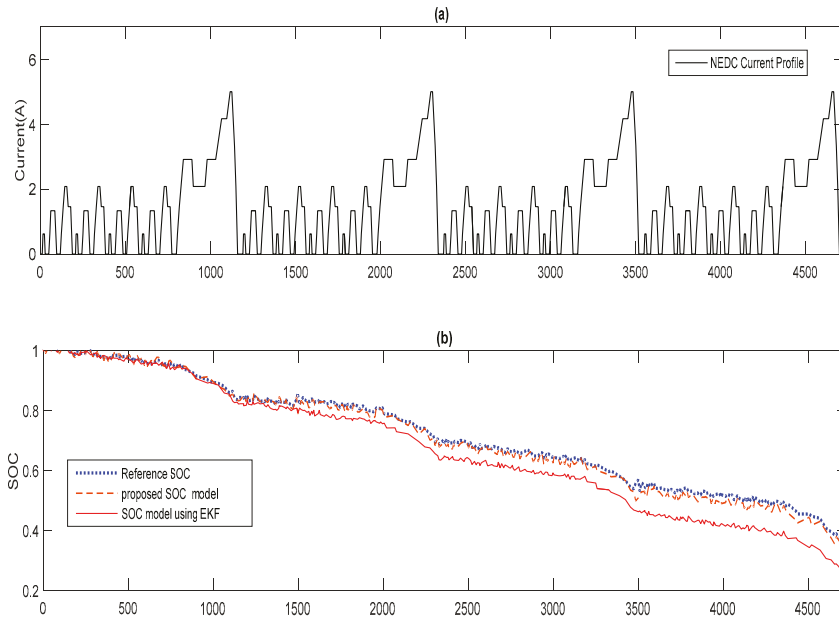 (a)
6
4
2
0
Current(A)
NEDC Current Profile
0 500 1000 1500 2000 2500 3000 3500 4000 4500
(b)
1
0.8
0.6
0.4
0.2
SOC
Reference SOC
proposed SOC model
SOC model using EKF
0 500 1000 1500 2000 2500 3000 3500 4000 4500